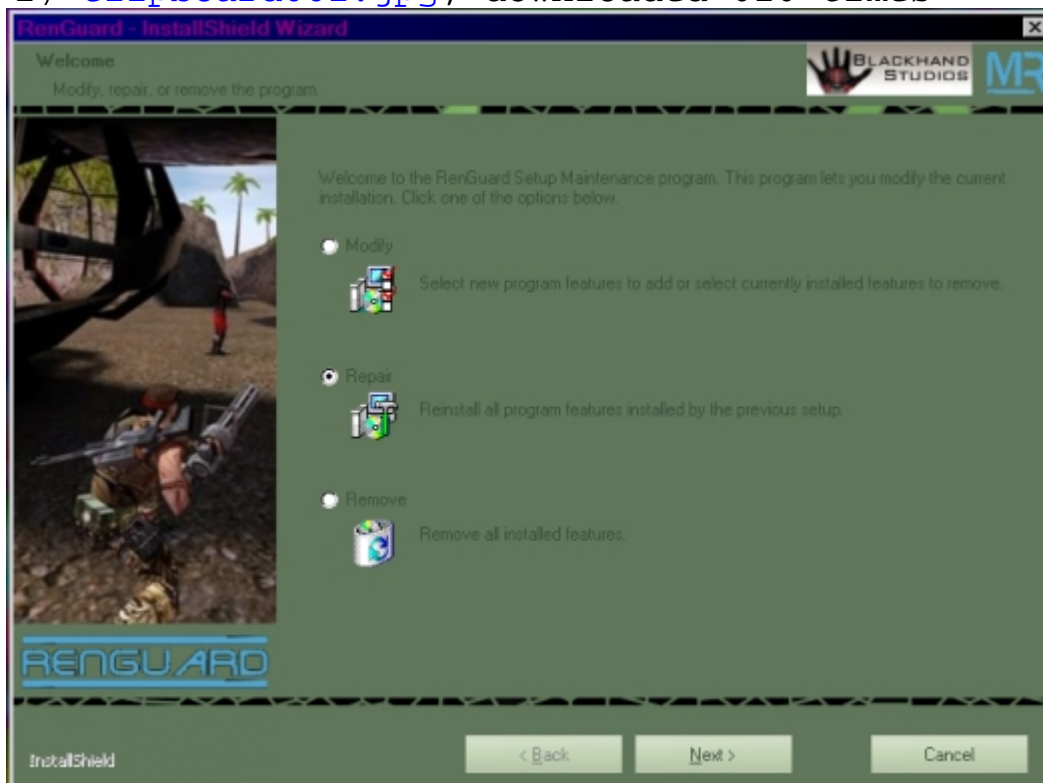 RenGuard - InstallShield Wizard
Welcome
Modify, repair, or remove the program.
BLACKHAND
STUDIOS
Welcome to the RenGuard Setup Maintenance program. This program lets you modify the current
installation. Click one of the options below.
Modify
Select new program features to add or select currently installed features to remove.
Repair
Reinstall all program features installed by the previous setup.
Remove
Remove all installed features.
RENGUARD
InstallShield
< Back
Next >
Cancel